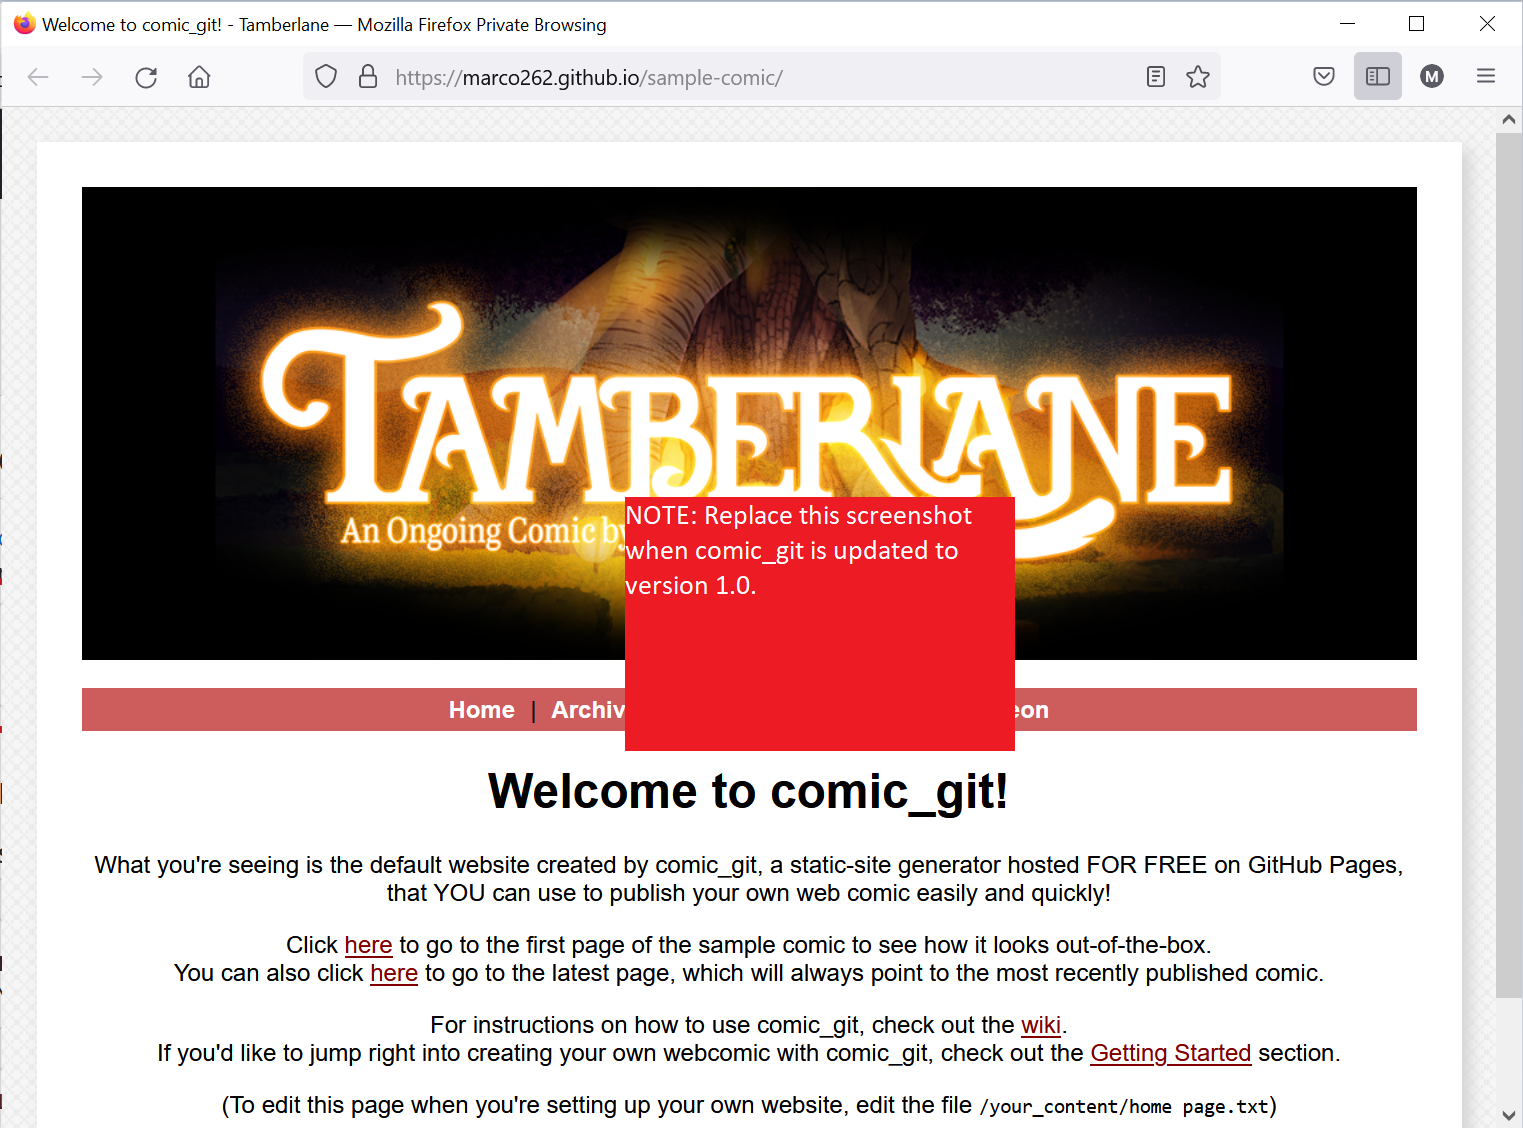 Welcome to comic_git! - Tamberlane — Mozilla Firefox Private Browsing
https://marco262.github.io/sample-comic/
M
TAMBERLANE
An Ongoing Comic by
NOTE: Replace this screenshot
when comic_git is updated to
version 1.0.
Home | Archiv eon
Welcome to comic_git!
What you're seeing is the default website created by comic_git, a static-site generator hosted FOR FREE on GitHub Pages,
that YOU can use to publish your own web comic easily and quickly!
Click here to go to the first page of the sample comic to see how it looks out-of-the-box.
You can also click here to go to the latest page, which will always point to the most recently published comic.
For instructions on how to use comic_git, check out the wiki.
If you'd like to jump right into creating your own webcomic with comic_git, check out the Getting Started section.
(To edit this page when you're setting up your own website, edit the file /your_content/home page.txt)